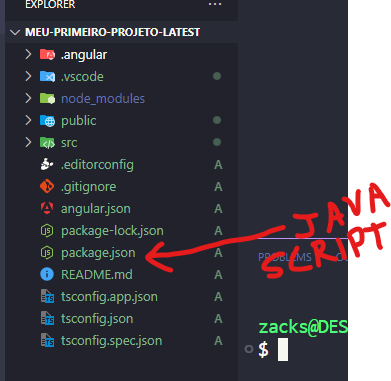 EXPLORER
MEU-PRIMEIRO-PROJETO-LATEST
.angular
.vscode
node_modules
public
src
.editorconfig A
.gitignore A
angular.json A
package-lock.json A
package.json A
JAVA
SCRIPT
README.md A
PROBLEMS
tsconfig.app.json A
tsconfig.json A
tsconfig.spec.json A
zacks@DES
$